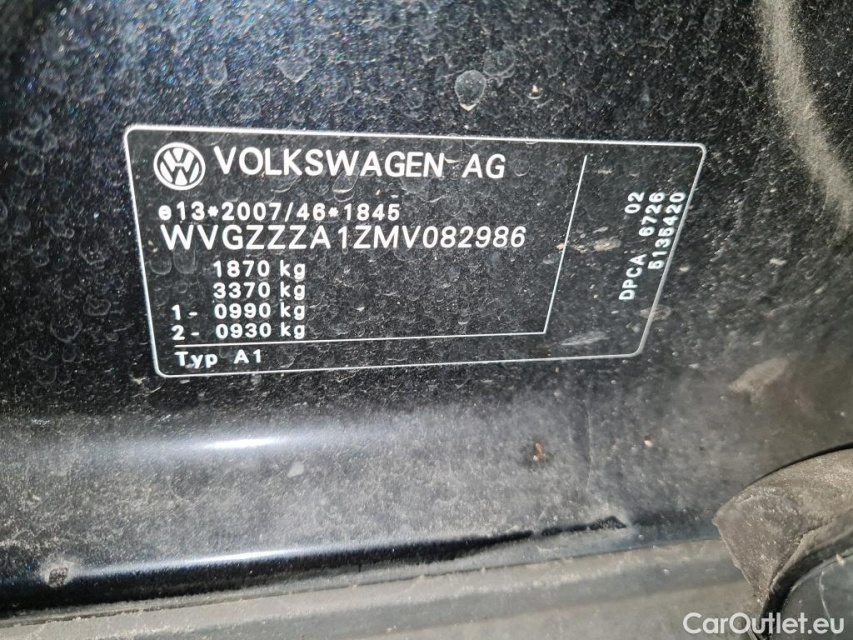 VOLKSWAGEN AG
e13*2007/46*1845
WVGZZZA1ZMV082986
1870 kg
3370 kg
1- 0990 kg
2- 0930 kg
Typ A1
02
DPCA 6726
5135420
CarOutlet.eu